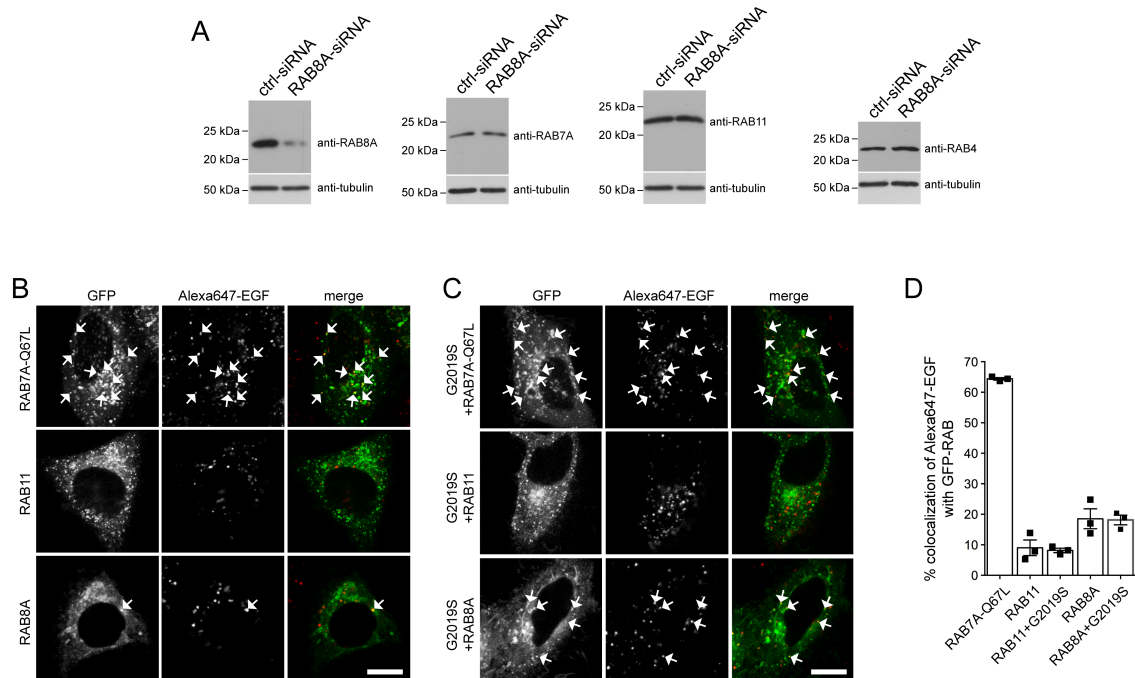 A
ctrl-siRNA
RAB8A-siRNA
25 kDa
20 kDa
anti-RAB8A
50 kDa
anti-tubulin
ctrl-siRNA
RAB8A-siRNA
25 kDa
20 kDa
anti-RAB7A
50 kDa
anti-tubulin
ctrl-siRNA
RAB8A-siRNA
25 kDa
20 kDa
anti-RAB11
50 kDa
anti-tubulin
ctrl-siRNA
RAB8A-siRNA
25 kDa
20 kDa
anti-RAB4
50 kDa
anti-tubulin
B
GFP
Alexa647-EGF
merge
RAB7A-Q67L
RAB11
RAB8A
C
GFP
Alexa647-EGF
merge
G2019S
+RAB7A-Q67L
G2019S
+RAB11
G2019S
+RAB8A
D
% colocalization of Alexa647-EGF
with GFP-RAB
70
60
50
40
30
20
10
0
RAB7A-Q67L
RAB11
RAB11+G2019S
RAB8A
RAB8A+G2019S